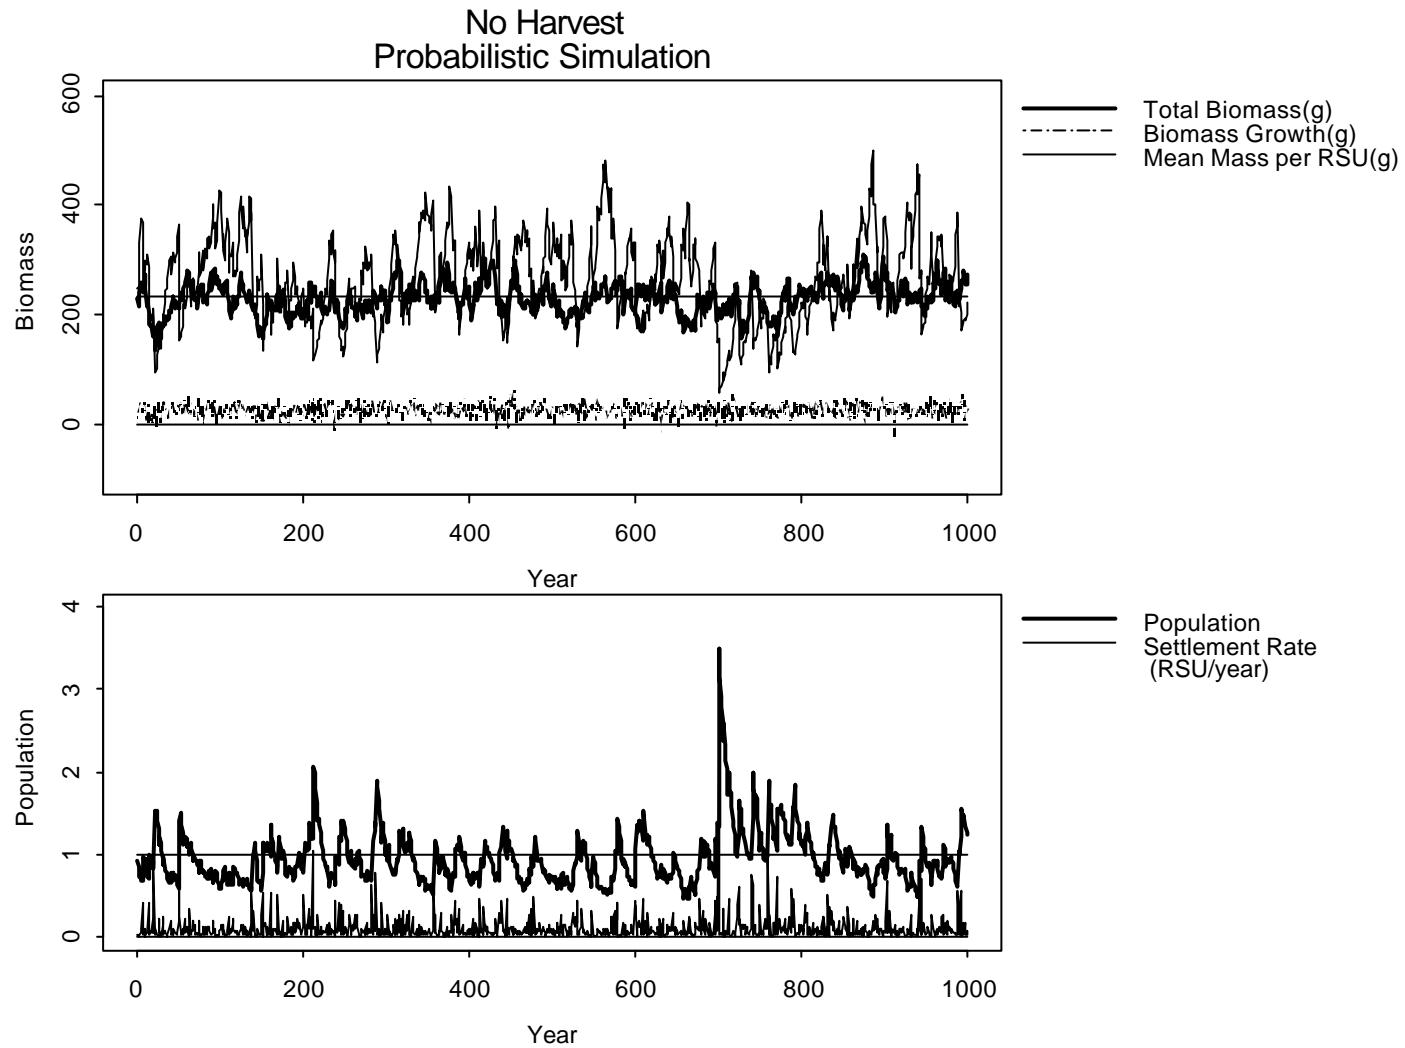 No Harvest
Probabilistic Simulation
600
400
200
0
Biomass
0 200 400 600 800 1000
Year
Total Biomass(g)
Biomass Growth(g)
Mean Mass per RSU(g)
4
3
2
1
0
Population
0 200 400 600 800 1000
Year
Population
Settlement Rate
(RSU/year)